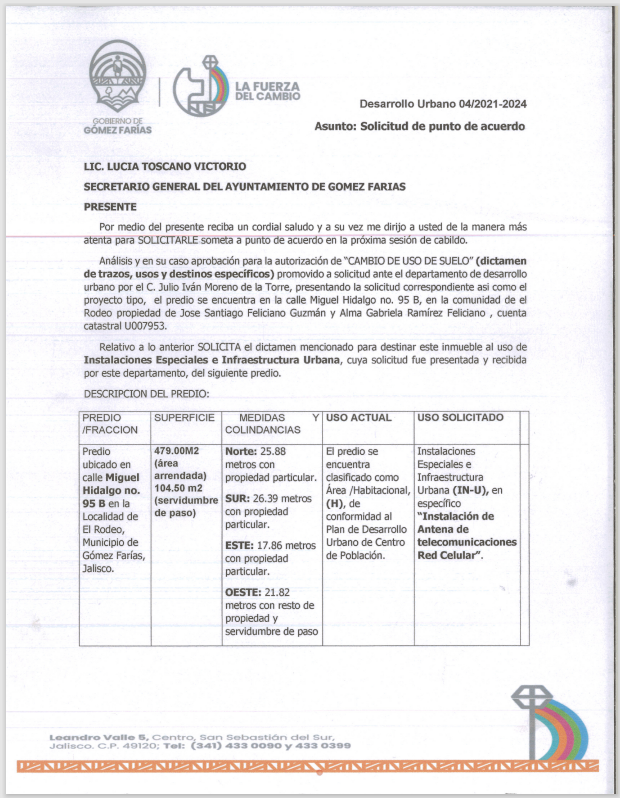 GOBIERNO DE
GÓMEZ FARÍAS
LA FUERZA
DEL CAMBIO
Desarrollo Urbano 04/2021-2024
Asunto: Solicitud de punto de acuerdo
LIC. LUCIA TOSCANO VICTORIO
SECRETARIO GENERAL DEL AYUNTAMIENTO DE GOMEZ FARIAS
PRESENTE
Por medio del presente reciba un cordial saludo y a su vez me dirijo a usted de la manera más
atenta para SOLICITARLE someta a punto de acuerdo en la próxima sesión de cabildo.
Análisis y en su caso aprobación para la autorización de "CAMBIO DE USO DE SUELO" (dictamen
de trazos, usos y destinos específicos) promovido a solicitud ante el departamento de desarrollo
urbano por el C. Julio Iván Moreno de la Torre, presentando la solicitud correspondiente asi como el
proyecto tipo, el predio se encuentra en la calle Miguel Hidalgo no. 95 B, en la comunidad de el
Rodeo propiedad de Jose Santiago Feliciano Guzmán y Alma Gabriela Ramírez Feliciano , cuenta
catastral U007953.
Relativo a lo anterior SOLICITA el dictamen mencionado para destinar este inmueble al uso de
Instalaciones Especiales e Infraestructura Urbana, cuya solicitud fue presentada y recibida
por este departamento, del siguiente predio.
DESCRIPCION DEL PREDIO:
PREDIO
/FRACCION
SUPERFICIE
MEDIDAS Y
COLINDANCIAS
USO ACTUAL
USO SOLICITADO
Predio
ubicado en
calle Miguel
Hidalgo no.
95 B en la
Localidad de
El Rodeo,
Municipio de
Gómez Farías,
Jalisco.
479.00M2
(área
arrendada)
104.50 m2
(servidumbre
de paso)
Norte: 25.88
metros con
propiedad particular.
SUR: 26.39 metros
con propiedad
particular.
ESTE: 17.86 metros
con propiedad
particular.
OESTE: 21.82
metros con resto de
propiedad y
servidumbre de paso
El predio se
encuentra
clasificado como
Área /Habitacional,
(H), de
conformidad al
Plan de Desarrollo
Urbano de Centro
de Población.
Instalaciones
Especiales e
Infraestructura
Urbana (IN-U), en
específico
"Instalación de
Antena de
telecomunicaciones
Red Celular".
Leandro Valle 5, Centro, San Sebastián del Sur,
Jalisco. C.P. 49120; Tel: (341) 433 0090 y 433 0399